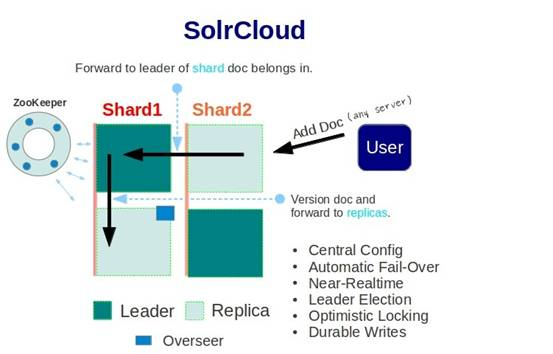 SolrCloud
Forward to leader of shard doc belongs in.
ZooKeeper
Shard1
Shard2
Add Doc (any server)
User
Version doc and
forward to replicas.
• Central Config
• Automatic Fail-Over
• Near-Realtime
• Leader Election
• Optimistic Locking
• Durable Writes
Leader
Replica
Overseer